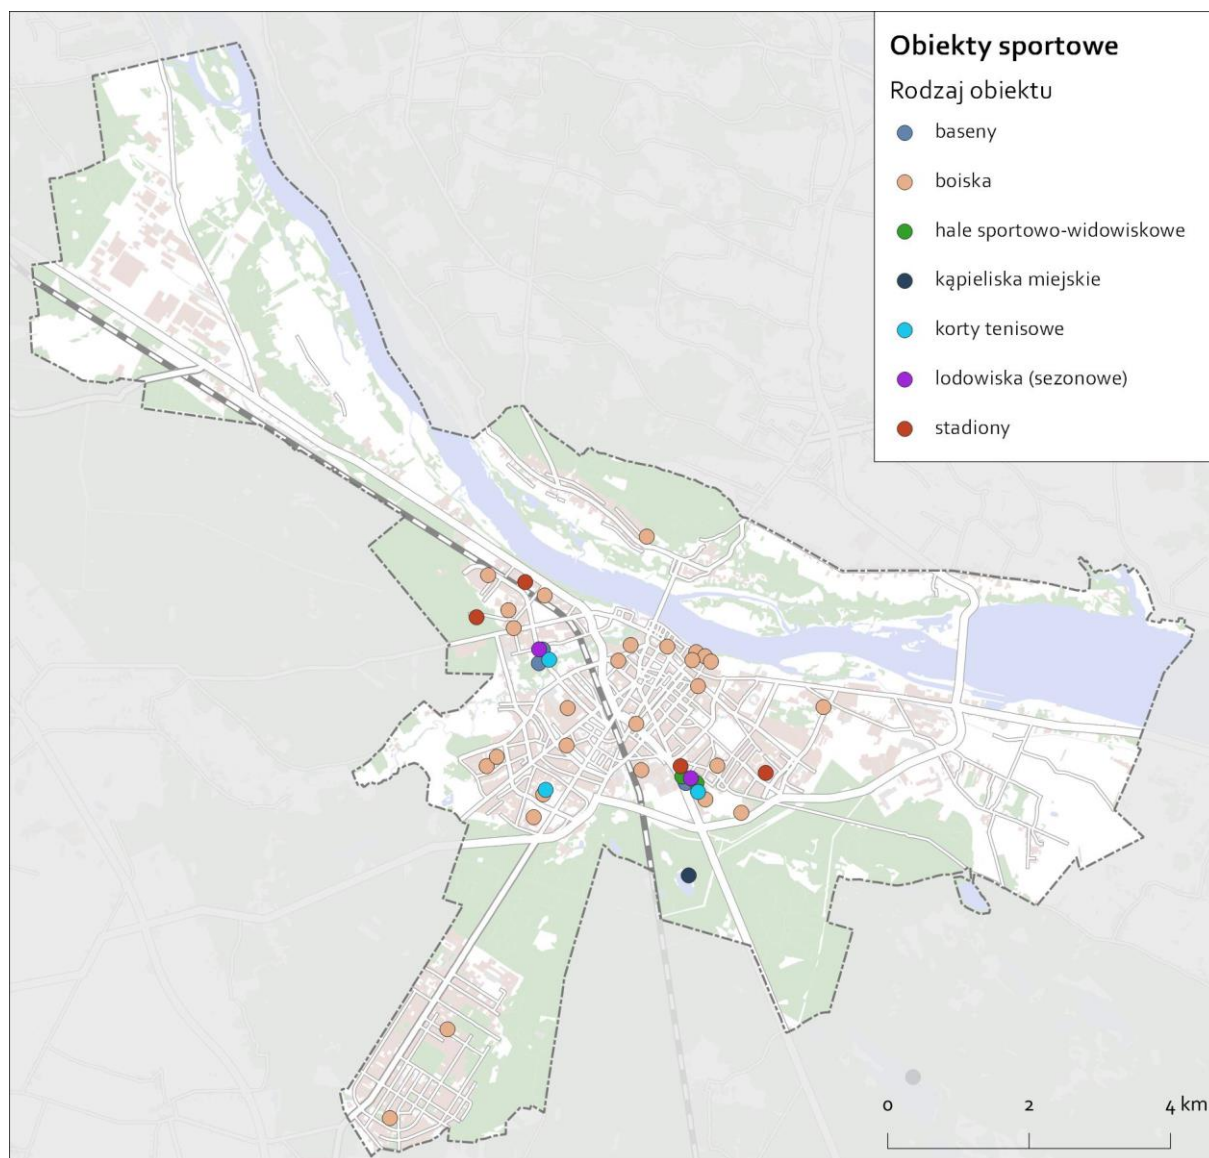 Obiekty sportowe
Rodzaj obiektu
baseny
boiska
hale sportowo-widowiskowe
kąpieliska miejskie
korty tenisowe
lodowiska (sezonowe)
stadiony
0 2 4 km